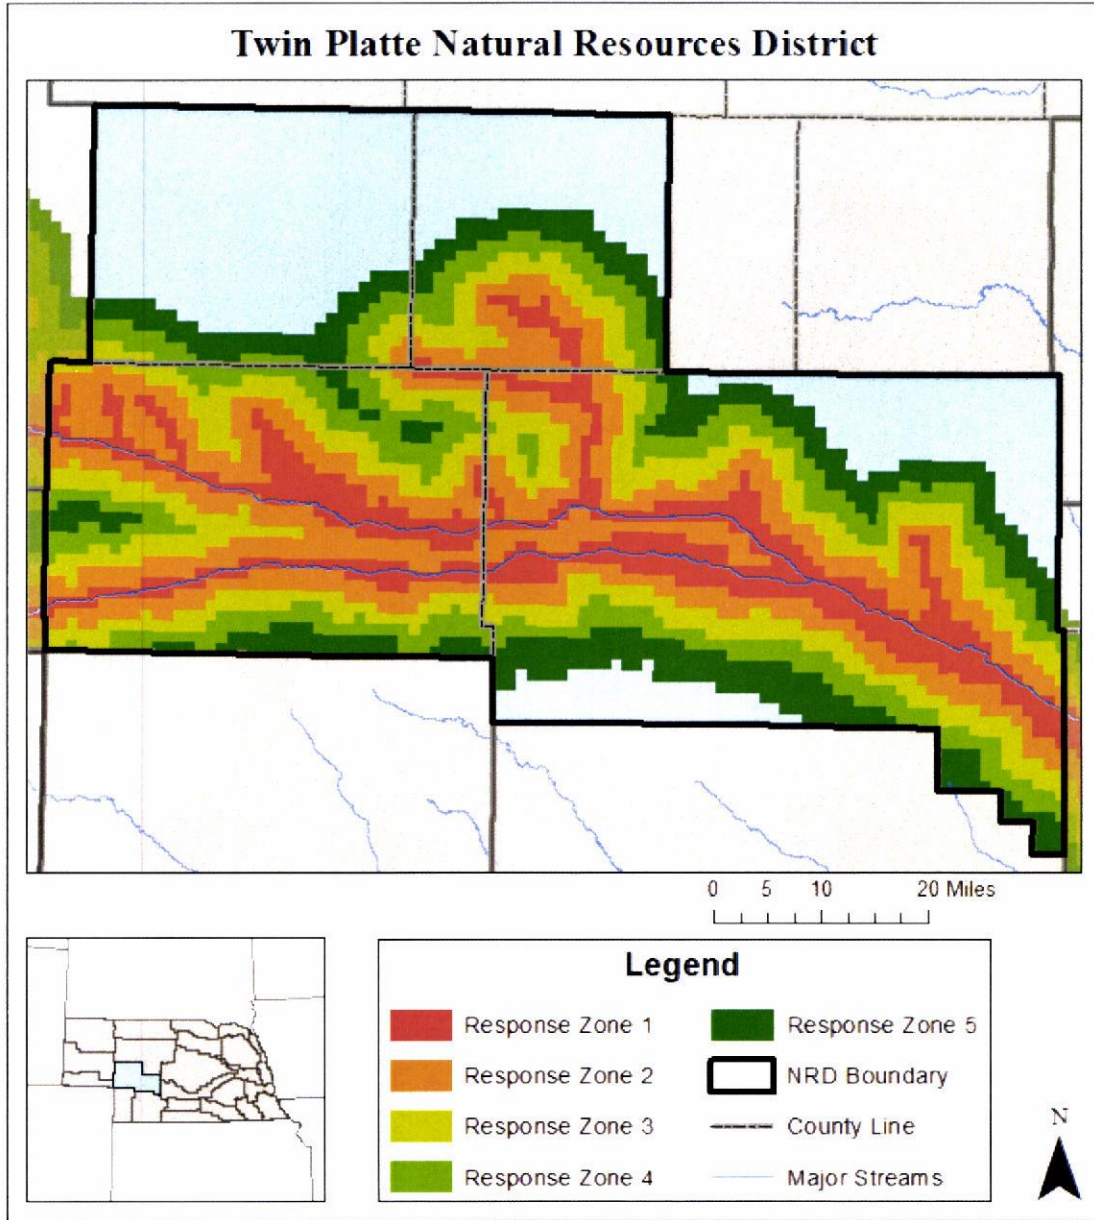 Twin Platte Natural Resources District
0 5 10 20 Miles
Legend
Response Zone 1
Response Zone 2
Response Zone 3
Response Zone 4
Response Zone 5
NRD Boundary
County Line
Major Streams
N